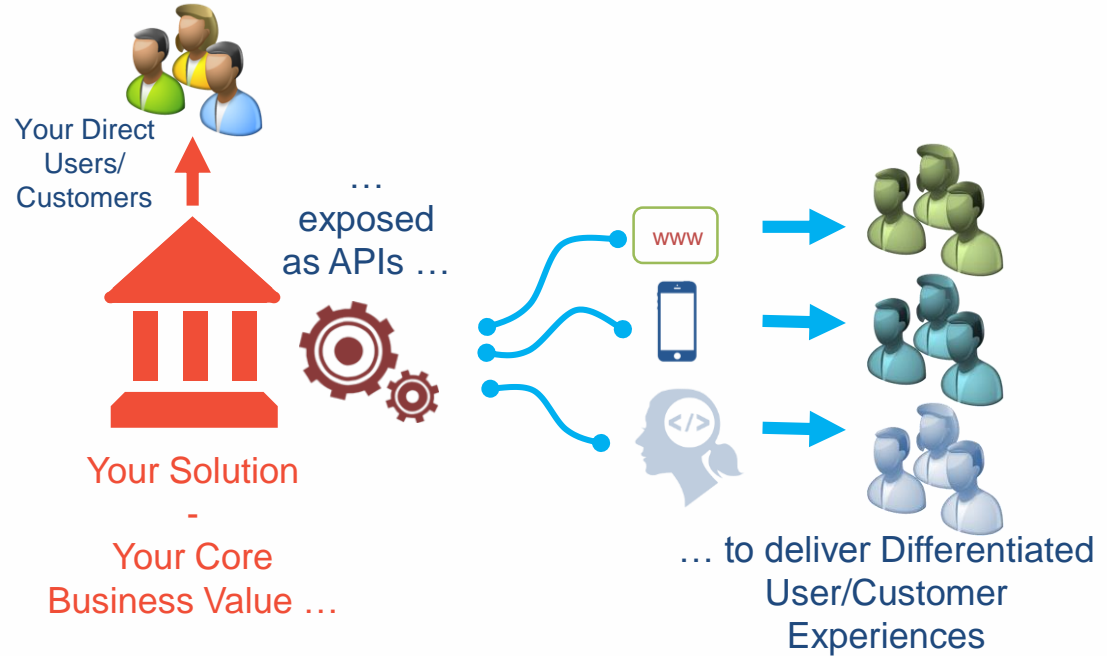 Your Direct
Users/
Customers
…
exposed
as APIs …
www
</>
Your Solution
-
Your Core
Business Value …
… to deliver Differentiated
User/Customer
Experiences